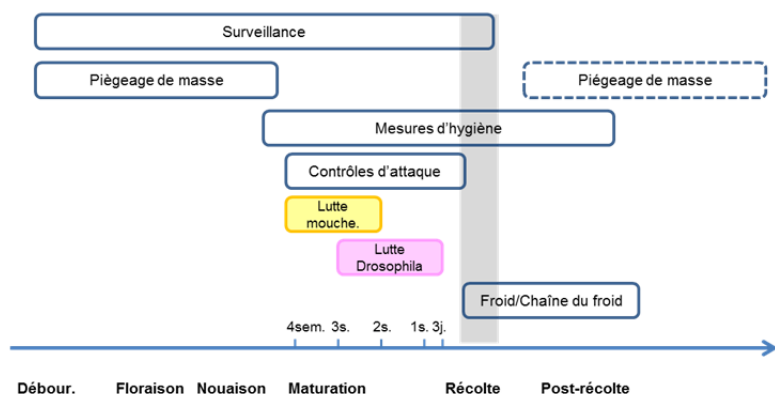 Surveillance
Piègeage de masse
Piégeage de masse
Mesures d'hygiène
Contrôles d'attaque
Lutte
mouche.
Lutte
Drosophila
Froid/Chaîne du froid
4sem. 3s. 2s. 1s. 3j.
Débour. Floraison Nouaison Maturation Récolte Post-récolte